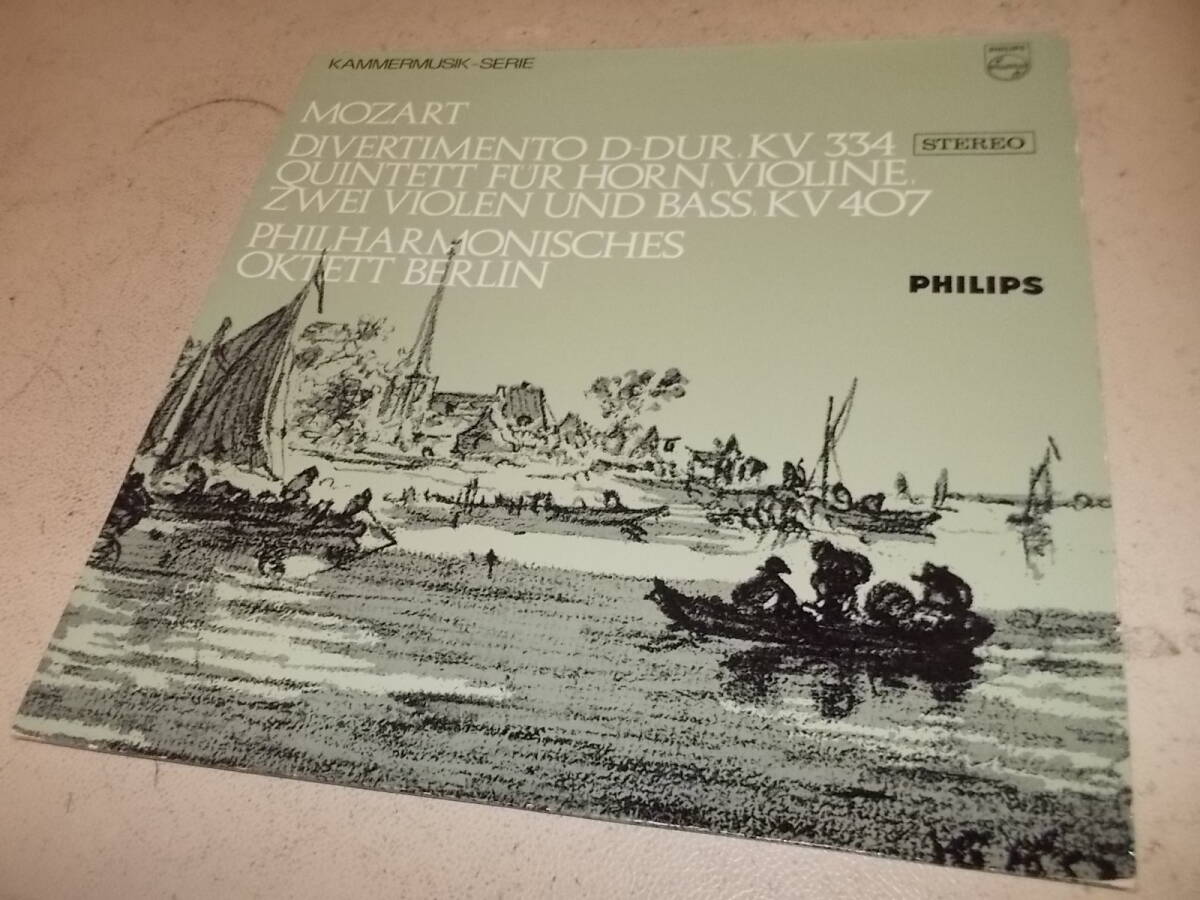 KAMMERMUSIK-SERIE
PHILIPS
MOZART
DIVERTIMENTO D-DUR, KV 334
STEREO
QUINTETT FÜR HORN, VIOLINE,
ZWEI VIOLEN UND BASS, KV 407
PHILHARMONISCHES
OKTETT BERLIN
PHILIPS